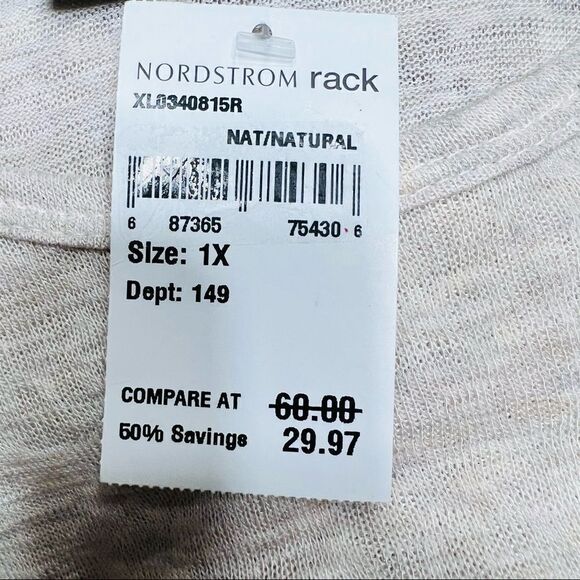 NORDSTROM rack
XL0340815R
NAT/NATURAL
6 87365 75430 6
Size: 1X
Dept: 149
COMPARE AT 60.00
50% Savings 29.97